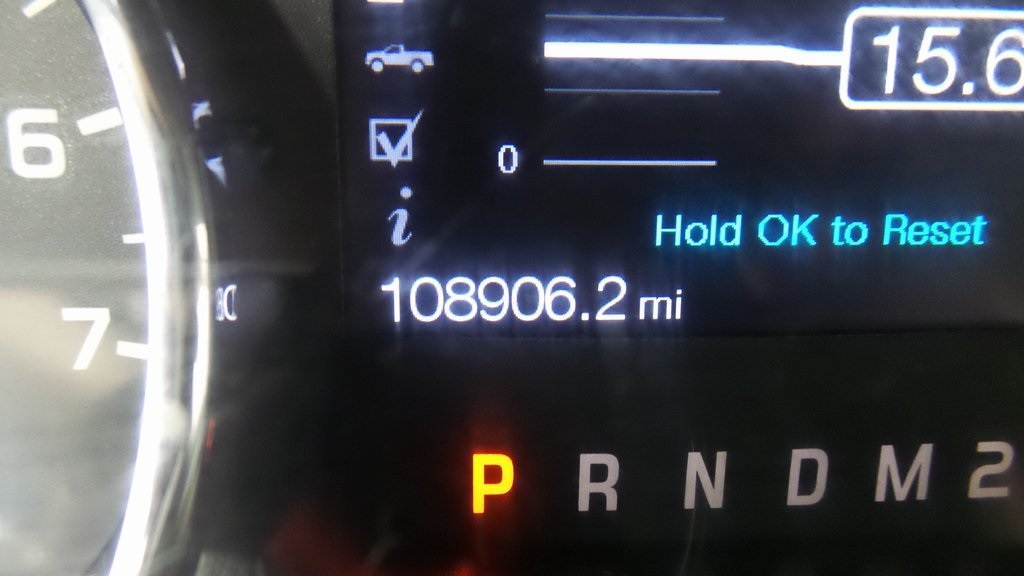 15.6
6
0
Hold OK to Reset
108906.2 mi
7
P R N D M 2